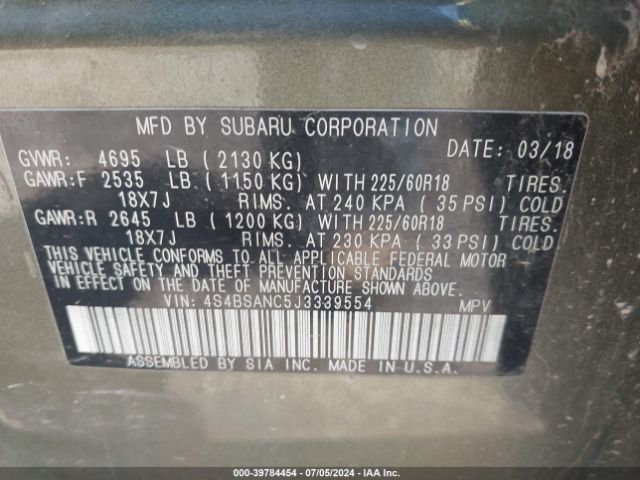 MFD BY SUBARU CORPORATION
DATE: 03/18
GVWR: 4695 LB (2130 KG)
GAWR:F 2535 LB (1150 KG) WITH 225/60R18 TIRES.
18X7J RIMS. AT 240 KPA (35 PSI) COLD
GAWR:R 2645 LB (1200 KG) WITH 225/60R18 TIRES.
18X7J RIMS. AT 230 KPA (33 PSI) COLD
THIS VEHICLE CONFORMS TO ALL APPLICABLE FEDERAL MOTOR
VEHICLE SAFETY AND THEFT PREVENTION STANDARDS
IN EFFECT ON THE DATE OF MANUFACTURE SHOWN ABOVE.
VIN: 4S4BSANC5J3339554 MPV
ASSEMBLED BY SIA INC. MADE IN U.S.A.
000-39784454 - 07/05/2024 - IAA Inc.